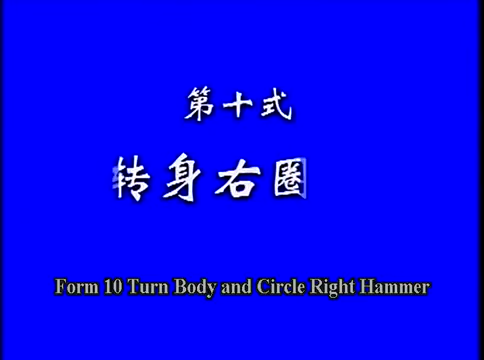 第十式
转身右圈
Form 10 Turn Body and Circle Right Hammer